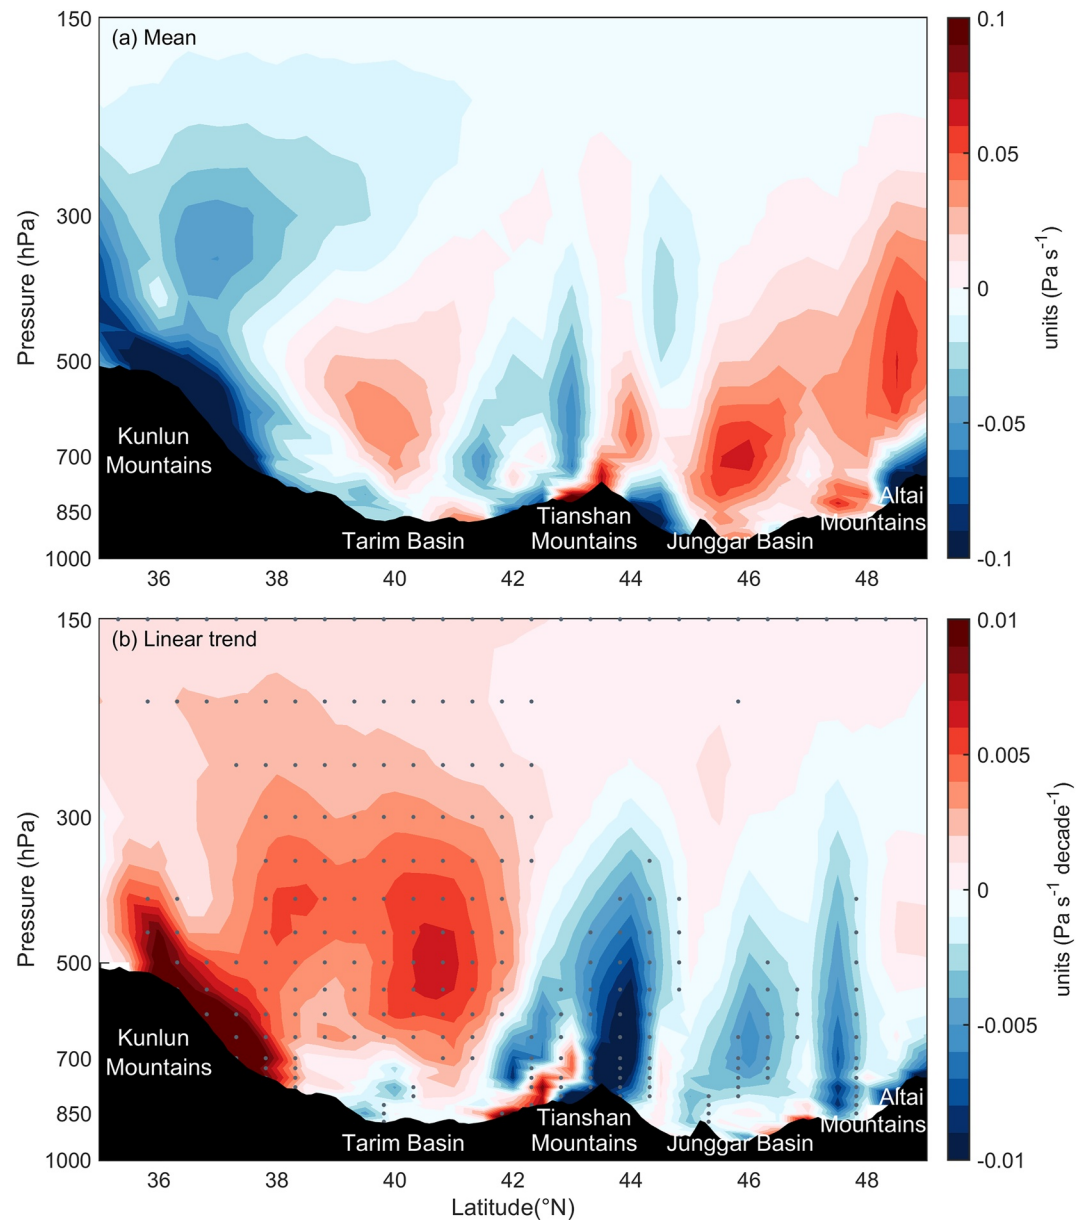 (a) Mean
150
300
500
700
850
1000
Pressure (hPa)
36
38
40
42
44
46
48
Kunlun
Mountains
Tarim Basin
Tianshan
Mountains
Junggar Basin
Altai
Mountains
0.1
0.05
0
-0.05
-0.1
units (Pa s-1)
(b) Linear trend
150
300
500
700
850
1000
Pressure (hPa)
36
38
40
42
44
46
48
Latitude(°N)
Kunlun
Mountains
Tarim Basin
Tianshan
Mountains
Junggar Basin
Altai
Mountains
0.01
0.005
0
-0.005
-0.01
units (Pa s-1 decade-1)